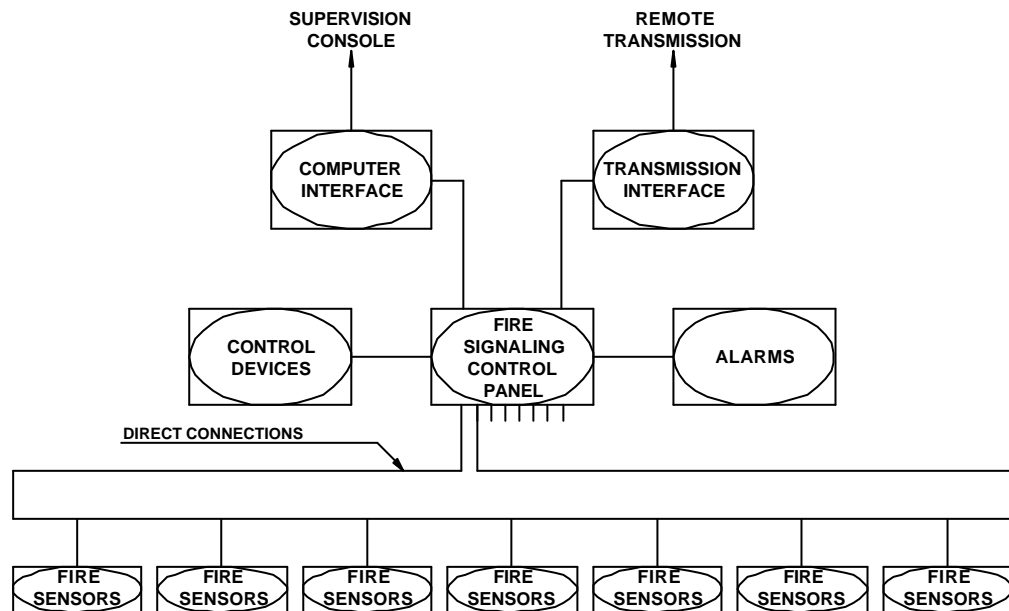 SUPERVISION
CONSOLE
REMOTE
TRANSMISSION
COMPUTER
INTERFACE
TRANSMISSION
INTERFACE
CONTROL
DEVICES
FIRE
SIGNALING
CONTROL
PANEL
ALARMS
DIRECT CONNECTIONS
FIRE
SENSORS
FIRE
SENSORS
FIRE
SENSORS
FIRE
SENSORS
FIRE
SENSORS
FIRE
SENSORS
FIRE
SENSORS